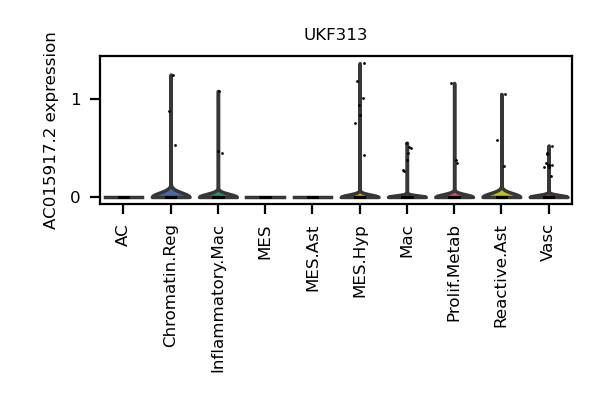 UKF313
AC015917.2 expression
1
0
AC
Chromatin.Reg
Inflammatory.Mac
MES
MES.Ast
MES.Hyp
Mac
Prolif.Metab
Reactive.Ast
Vasc